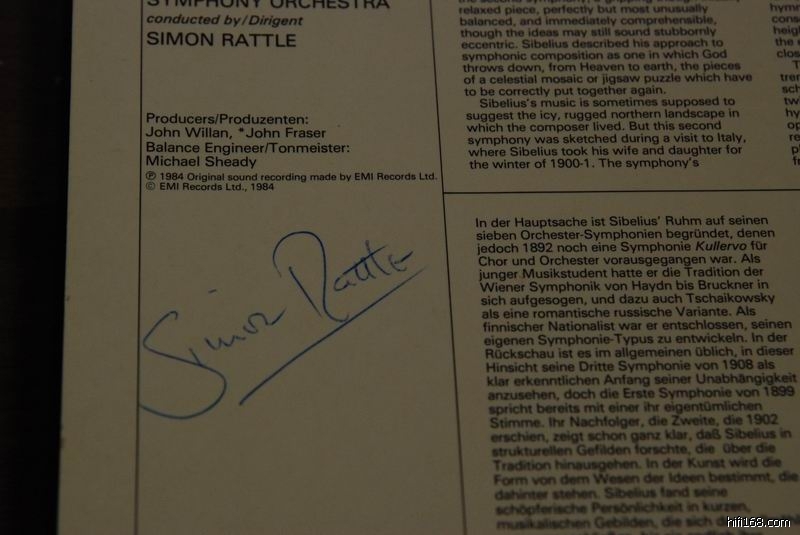 SYMPHONY ORCHESTRA
conducted by/Dirigent
SIMON RATTLE
Producers/Produzenten:
John Willan, *John Fraser
Balance Engineer/Tonmeister:
Michael Sheady
℗ 1984 Original sound recording made by EMI Records Ltd.
© EMI Records Ltd., 1984
Simon Rattle
relaxed piece, perfectly but most unusually
balanced, and immediately comprehensible,
though the ideas may still sound stubbornly
eccentric. Sibelius described his approach to
symphonic composition as one in which God
throws down, from Heaven to earth, the pieces
of a celestial mosaic or jigsaw puzzle which have
to be correctly put together again.
Sibelius's music is sometimes supposed to
suggest the icy, rugged northern landscape in
which the composer lived. But this second
symphony was sketched during a visit to Italy,
where Sibelius took his wife and daughter for
the winter of 1900-1. The symphony's
In der Hauptsache ist Sibelius' Ruhm auf seinen
sieben Orchester-Symphonien begründet, denen
jedoch 1892 noch eine Symphonie Kullervo für
Chor und Orchester vorausgegangen war. Als
junger Musikstudent hatte er die Tradition der
Wiener Symphonik von Haydn bis Bruckner in
sich aufgesogen, und dazu auch Tschaikowsky
als eine romantische russische Variante. Als
finnischer Nationalist war er entschlossen, seinen
eigenen Symphonie-Typus zu entwickeln. In der
Rückschau ist es im allgemeinen üblich, in dieser
Hinsicht seine Dritte Symphonie von 1908 als
klar erkenntlichen Anfang seiner Unabhängigkeit
anzusehen, doch die Erste Symphonie von 1899
spricht bereits mit einer ihr eigentümlichen
Stimme. Ihr Nachfolger, die Zweite, die 1902
erschien, zeigt schon ganz klar, daß Sibelius in
strukturellen Gefilden forschte, die über die
Tradition hinausgehen. In der Kunst wird die
Form von dem Wesen der Ideen bestimmt, die
dahinter stehen. Sibelius fand seine
schöpferische Persönlichkeit in kurzen,
musikalischen Gebilden, die sich
hifi168.com